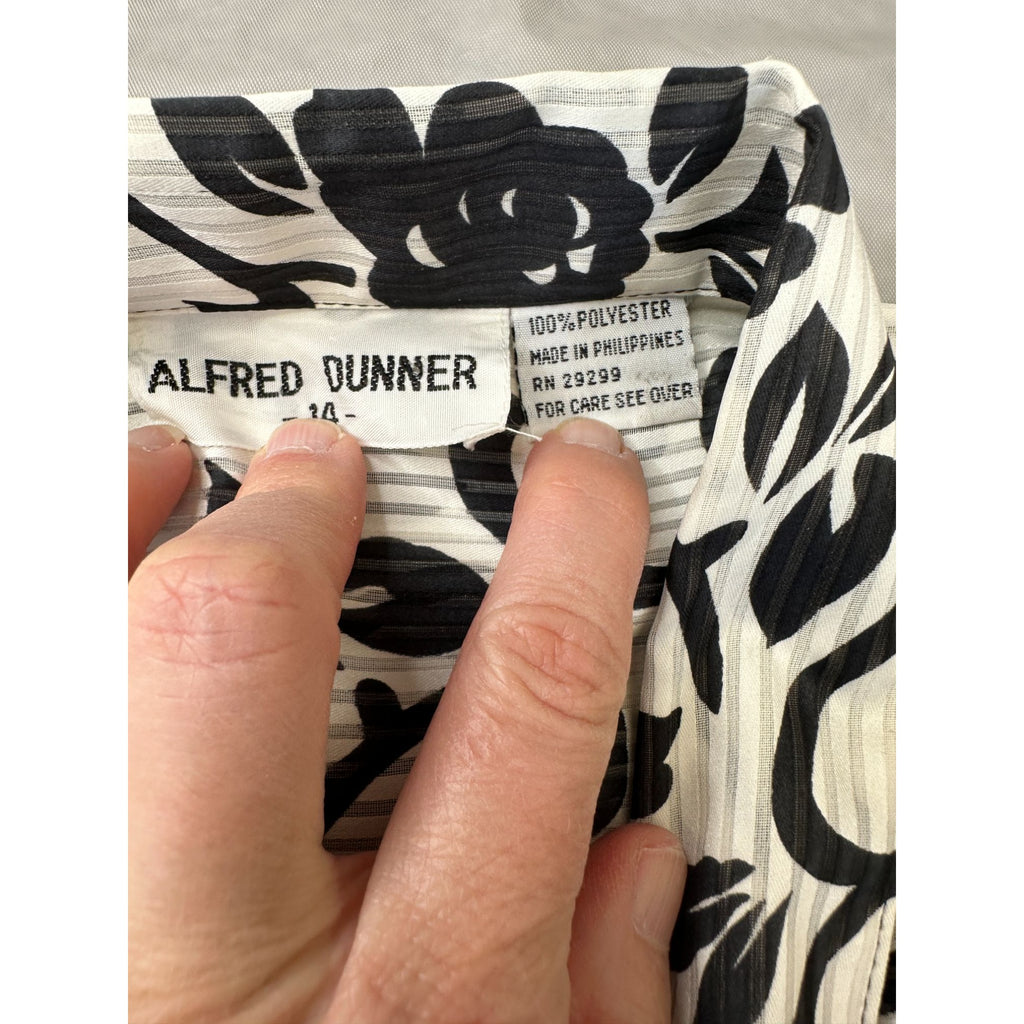 ALFRED DUNNER
- 14 -
100% POLYESTER
MADE IN PHILIPPINES
RN 29299
FOR CARE SEE OVER